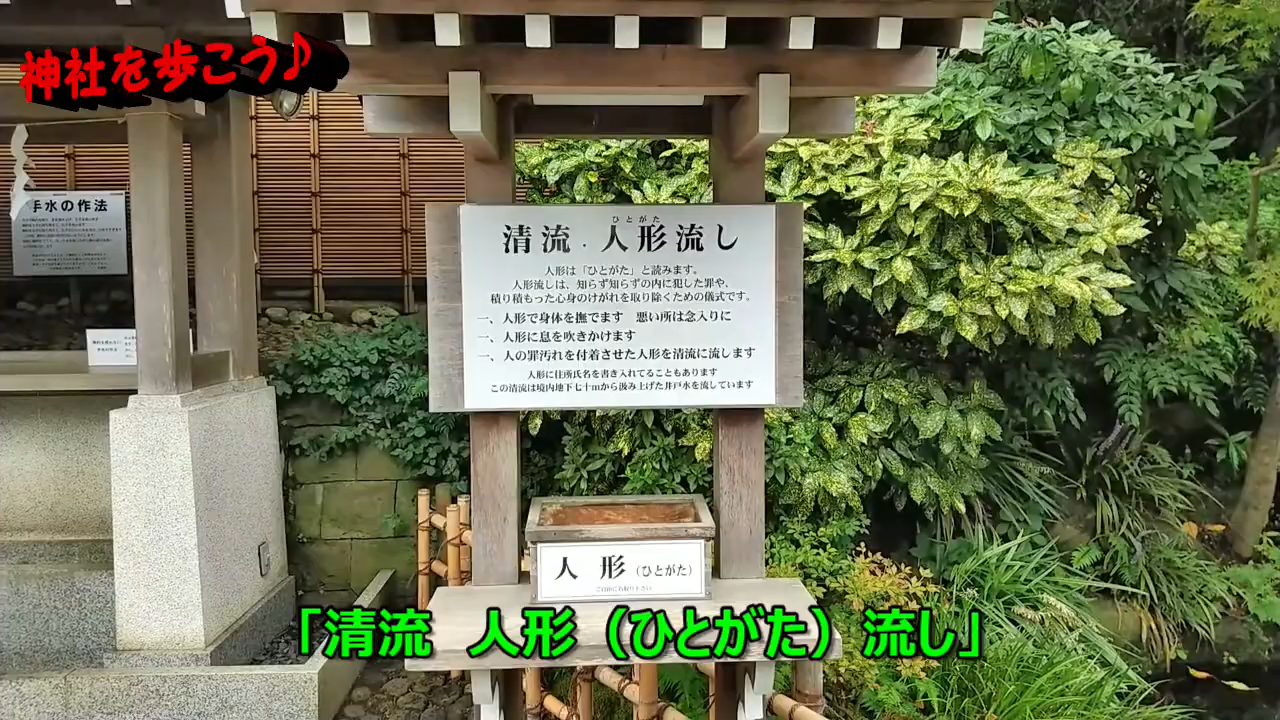 神社を歩こう♪
手水の作法
ひとがた
清流・人形流し
人形は「ひとがた」と読みます。
人形流しは、知らず知らずの内に犯した罪や、
積り積もった心身のけがれを取り除くための儀式です。
一、人形で身体を撫でます　悪い所は念入りに
一、人形に息を吹きかけます
一、人の罪汚れを付着させた人形を清流に流します
人形に住所氏名を書き入れてることもあります
この清流は境内地下七十mから汲み上げた井戸水を流しています
人形（ひとがた）
「清流　人形（ひとがた）流し」